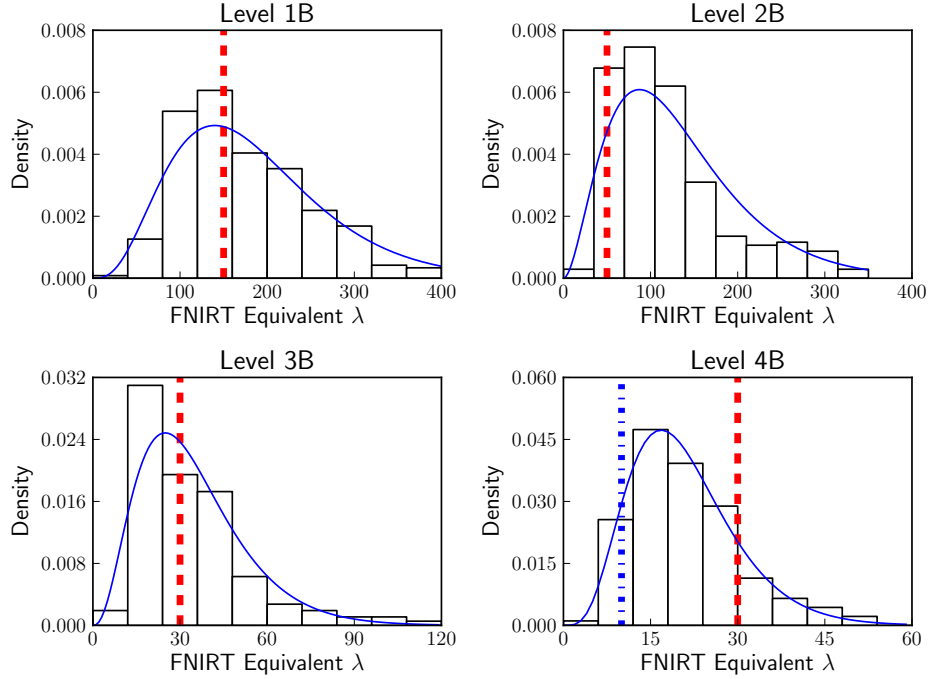 Level 1B
Density
0.008
0.006
0.004
0.002
0.000
0 100 200 300 400
FNIRT Equivalent λ
Level 2B
Density
0.008
0.006
0.004
0.002
0.000
0 100 200 300 400
FNIRT Equivalent λ
Level 3B
Density
0.032
0.024
0.016
0.008
0.000
0 30 60 90 120
FNIRT Equivalent λ
Level 4B
Density
0.060
0.045
0.030
0.015
0.000
0 15 30 45 60
FNIRT Equivalent λ